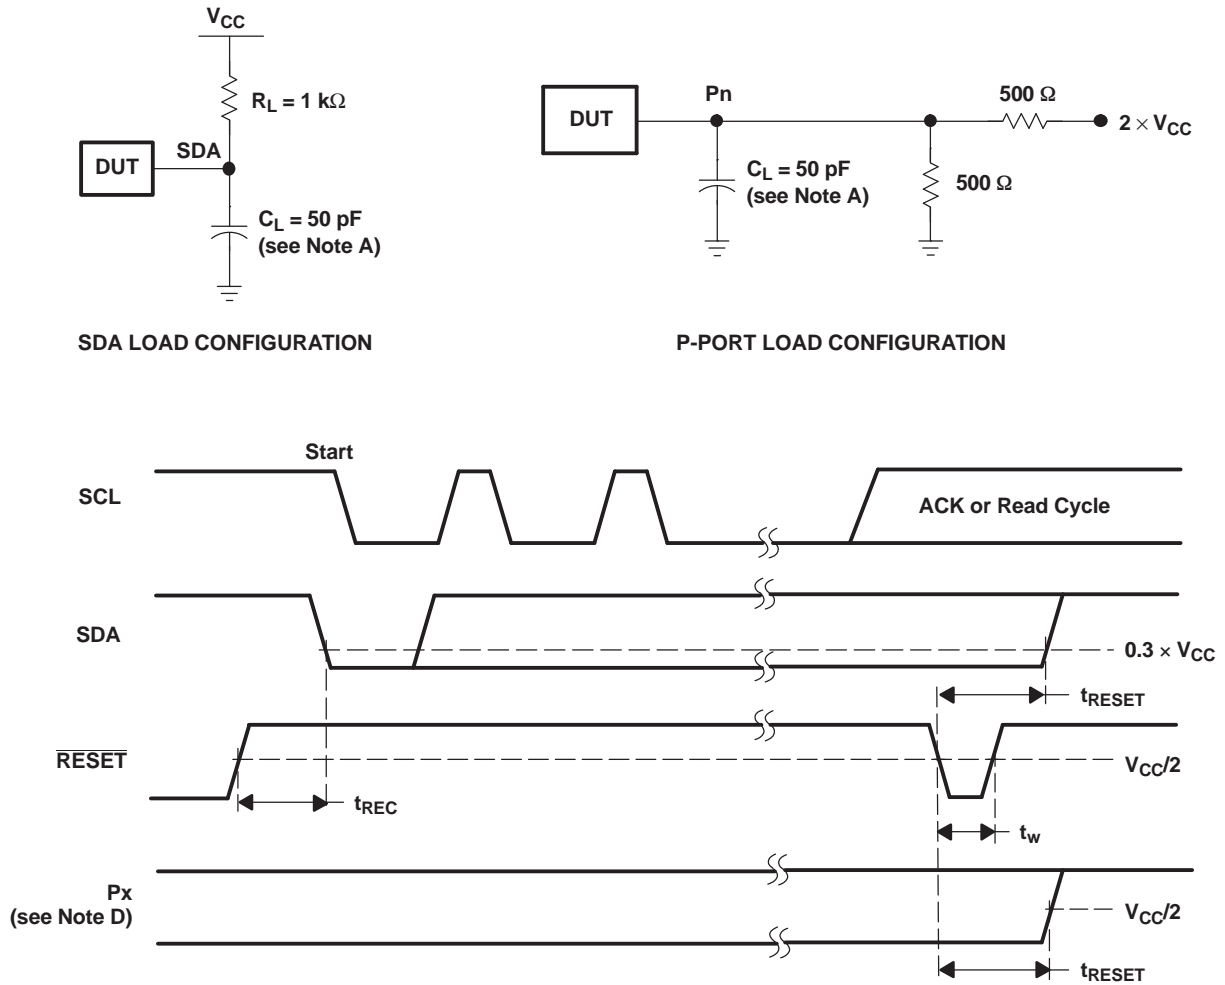 VCC
RL = 1 kΩ
DUT
SDA
CL = 50 pF
(see Note A)
SDA LOAD CONFIGURATION
DUT
Pn
500 Ω
2 × VCC
CL = 50 pF
(see Note A)
500 Ω
P-PORT LOAD CONFIGURATION
Start
SCL
ACK or Read Cycle
SDA
0.3 × VCC
tRESET
RESET
VCC/2
tREC
tw
Px
(see Note D)
VCC/2
tRESET